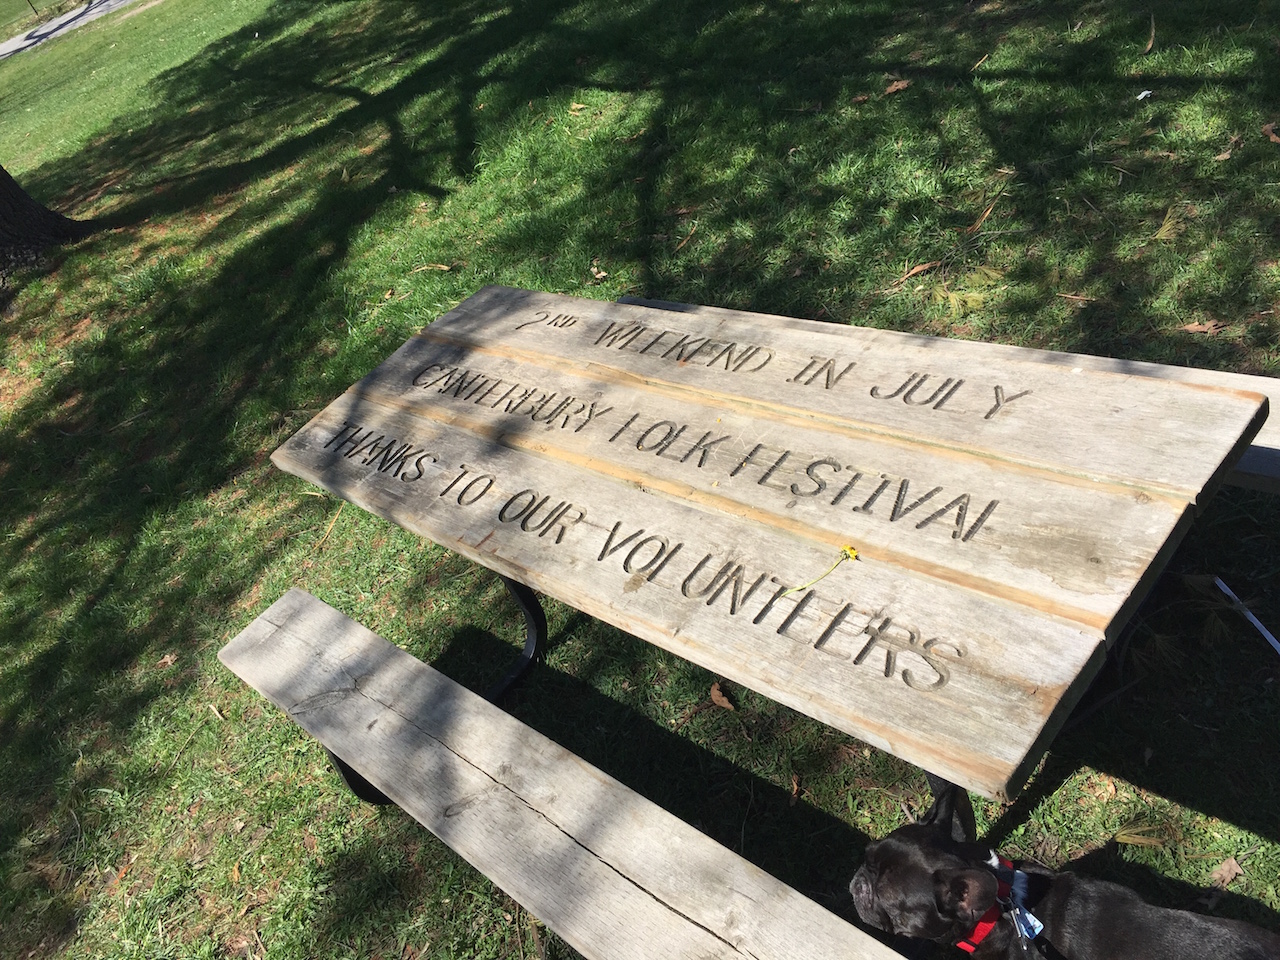 2ND WEEKEND IN JULY
CANTERBURY FOLK FESTIVAL
THANKS TO OUR VOLUNTEERS